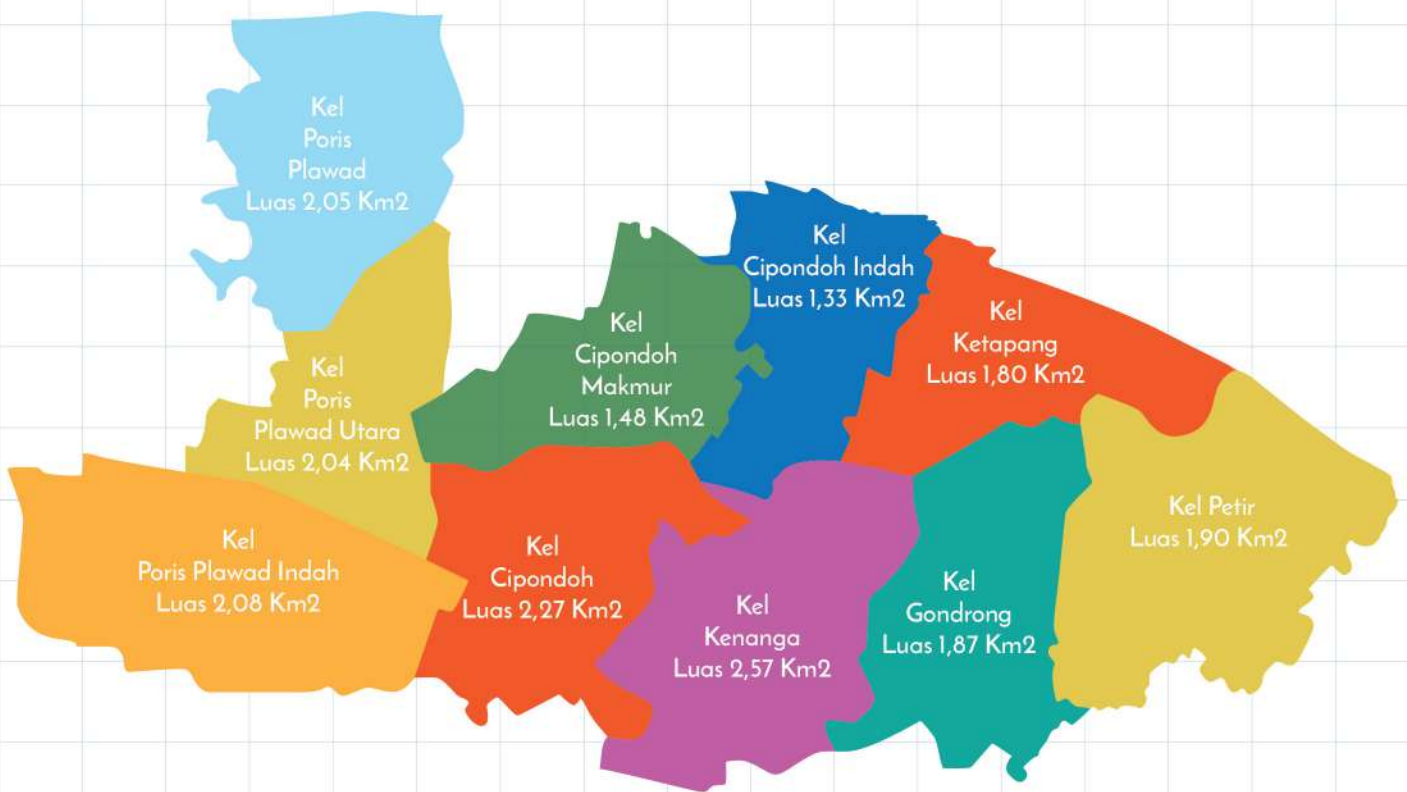 Kel
Poris
Plawad
Luas 2,05 Km2
Kel
Cipondoh Indah
Luas 1,33 Km2
Kel
Ketapang
Luas 1,80 Km2
Kel
Cipondoh
Makmur
Luas 1,48 Km2
Kel
Poris
Plawad Utara
Luas 2,04 Km2
Kel Petir
Luas 1,90 Km2
Kel
Poris Plawad Indah
Luas 2,08 Km2
Kel
Cipondoh
Luas 2,27 Km2
Kel
Kenanga
Luas 2,57 Km2
Kel
Gondrong
Luas 1,87 Km2